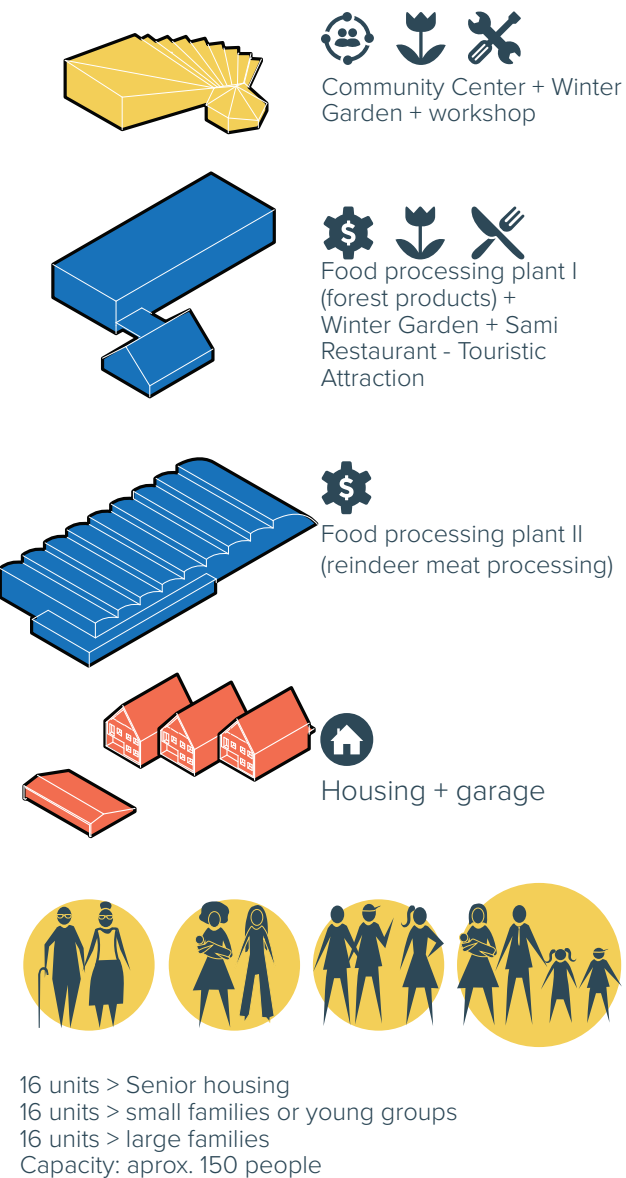 Community Center + Winter
Garden + workshop
$
Food processing plant I
(forest products) +
Winter Garden + Sami
Restaurant - Touristic
Attraction
$
Food processing plant II
(reindeer meat processing)
Housing + garage
16 units > Senior housing
16 units > small families or young groups
16 units > large families
Capacity: aprox. 150 people